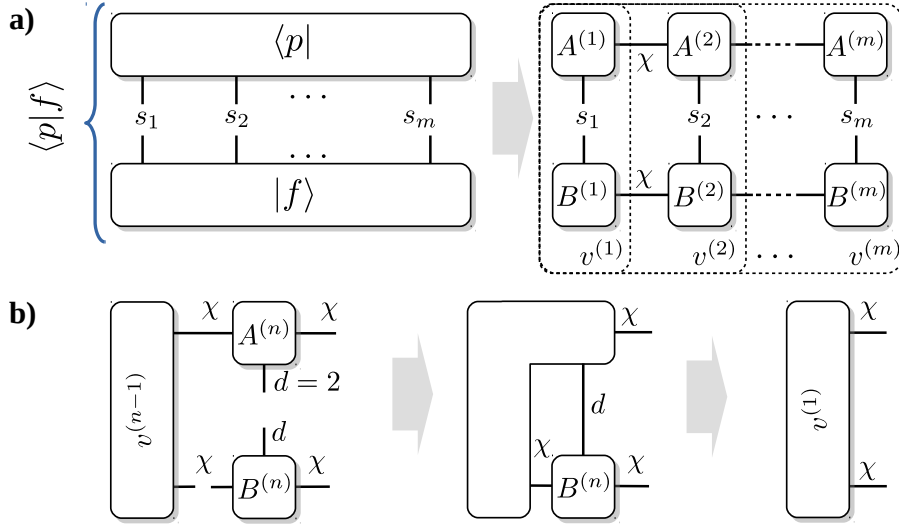 a)
⟨p|f⟩
⟨p|
s₁ s₂ · · · sₘ
· · ·
|f⟩
A⁽¹⁾ χ A⁽²⁾ A⁽ᵐ⁾
s₁ s₂ · · · sₘ
B⁽¹⁾ χ B⁽²⁾ B⁽ᵐ⁾
v⁽¹⁾ v⁽²⁾ · · · v⁽ᵐ⁾
b)
v⁽ⁿ⁻¹⁾
χ A⁽ⁿ⁾ χ
d = 2
d
χ B⁽ⁿ⁾ χ
χ
d
χ B⁽ⁿ⁾ χ
v⁽¹⁾
χ
χ